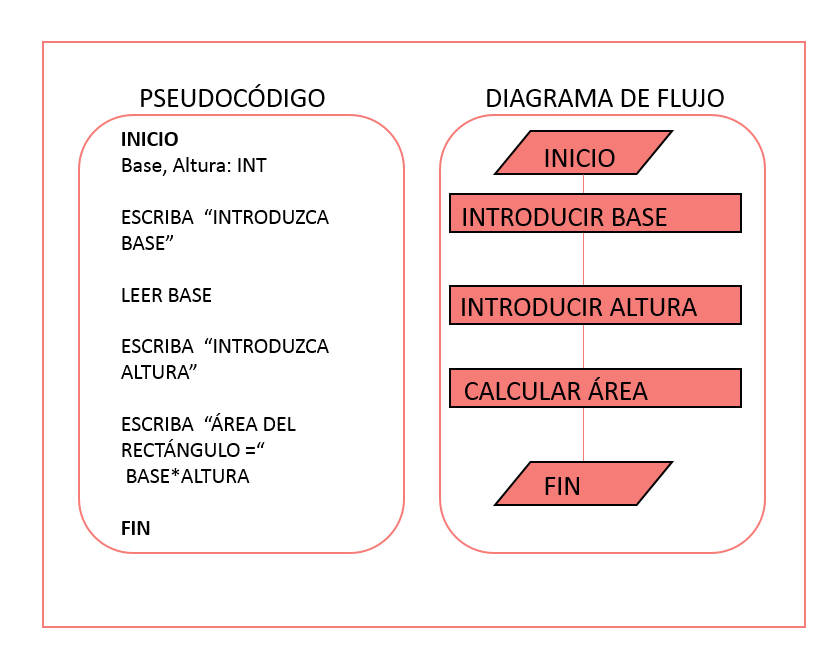 PSEUDOCÓDIGO
INICIO
Base, Altura: INT
ESCRIBA “INTRODUZCA
BASE”
LEER BASE
ESCRIBA “INTRODUZCA
ALTURA”
ESCRIBA “ÁREA DEL
RECTÁNGULO =“
BASE*ALTURA
FIN
DIAGRAMA DE FLUJO
INICIO
INTRODUCIR BASE
INTRODUCIR ALTURA
CALCULAR ÁREA
FIN